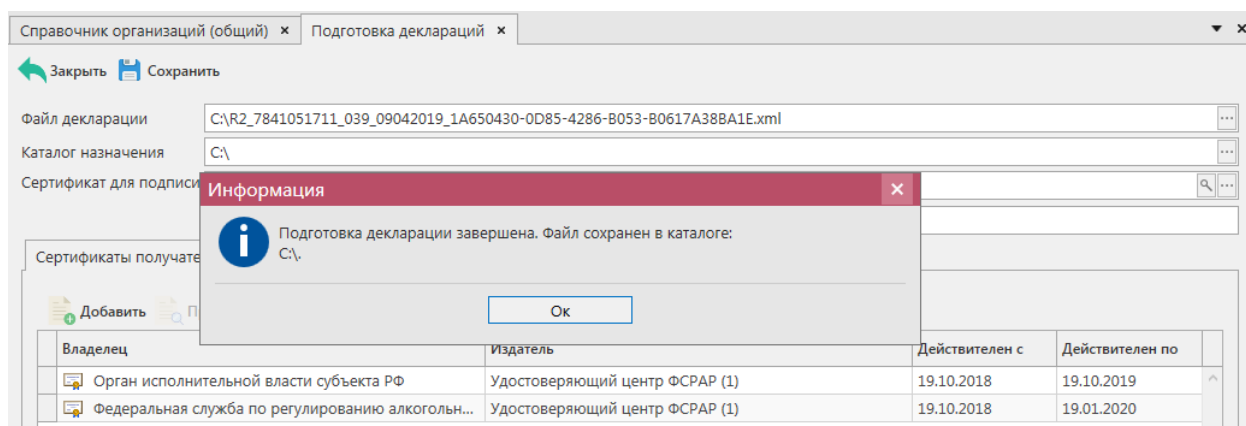 Справочник организаций (общий) × Подготовка деклараций ×
Закрыть Сохранить
Файл декларации C:\R2_7841051711_039_09042019_1A650430-0D85-4286-B053-B0617A38BA1E.xml ...
Каталог назначения C:\ ...
Сертификат для подписи ...
Информация ×
Подготовка декларации завершена. Файл сохранен в каталоге:
C:\.
Ок
Сертификаты получате
Добавить П
Владелец Издатель Действителен с Действителен по
Орган исполнительной власти субъекта РФ Удостоверяющий центр ФСРАР (1) 19.10.2018 19.10.2019
Федеральная служба по регулированию алкогольн... Удостоверяющий центр ФСРАР (1) 19.10.2018 19.01.2020